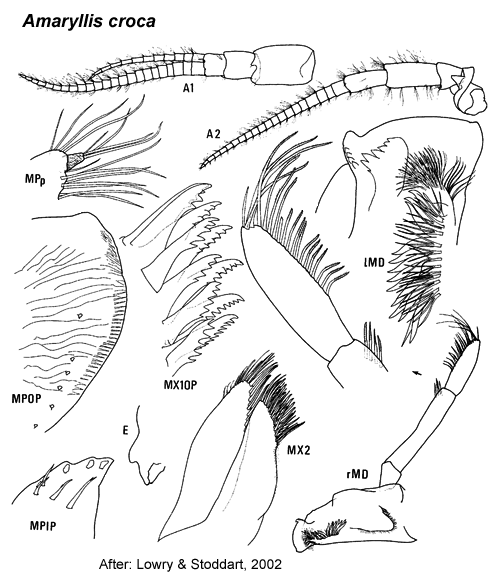 Amaryllis croca
A1
A2
MPp
lMD
MPOP
MX1OP
E
MX2
rMD
MPIP
After: Lowry & Stoddart, 2002